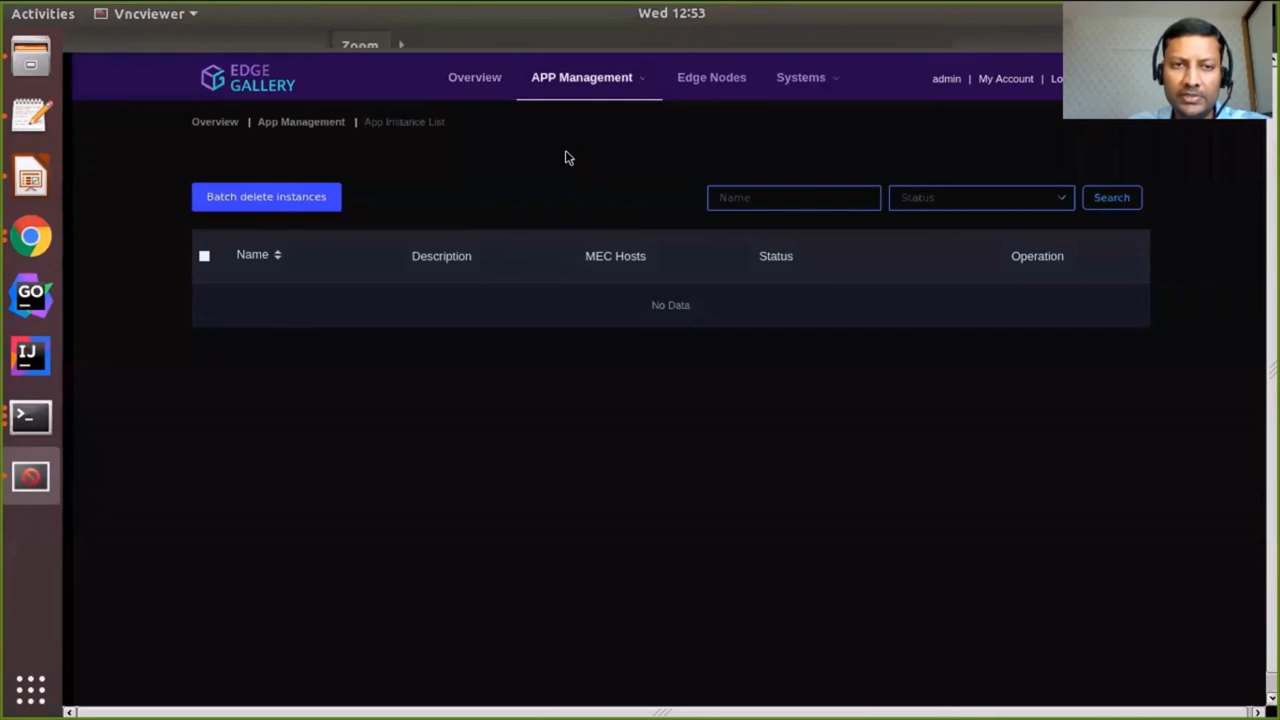 Activities Vncviewer Wed 12:53
Zoom
EDGE GALLERY Overview APP Management Edge Nodes Systems admin | My Account | Lo
Overview | App Management | App Instance List
Batch delete instances Name Status Search
Name Description MEC Hosts Status Operation
No Data
GO
IJ
>_